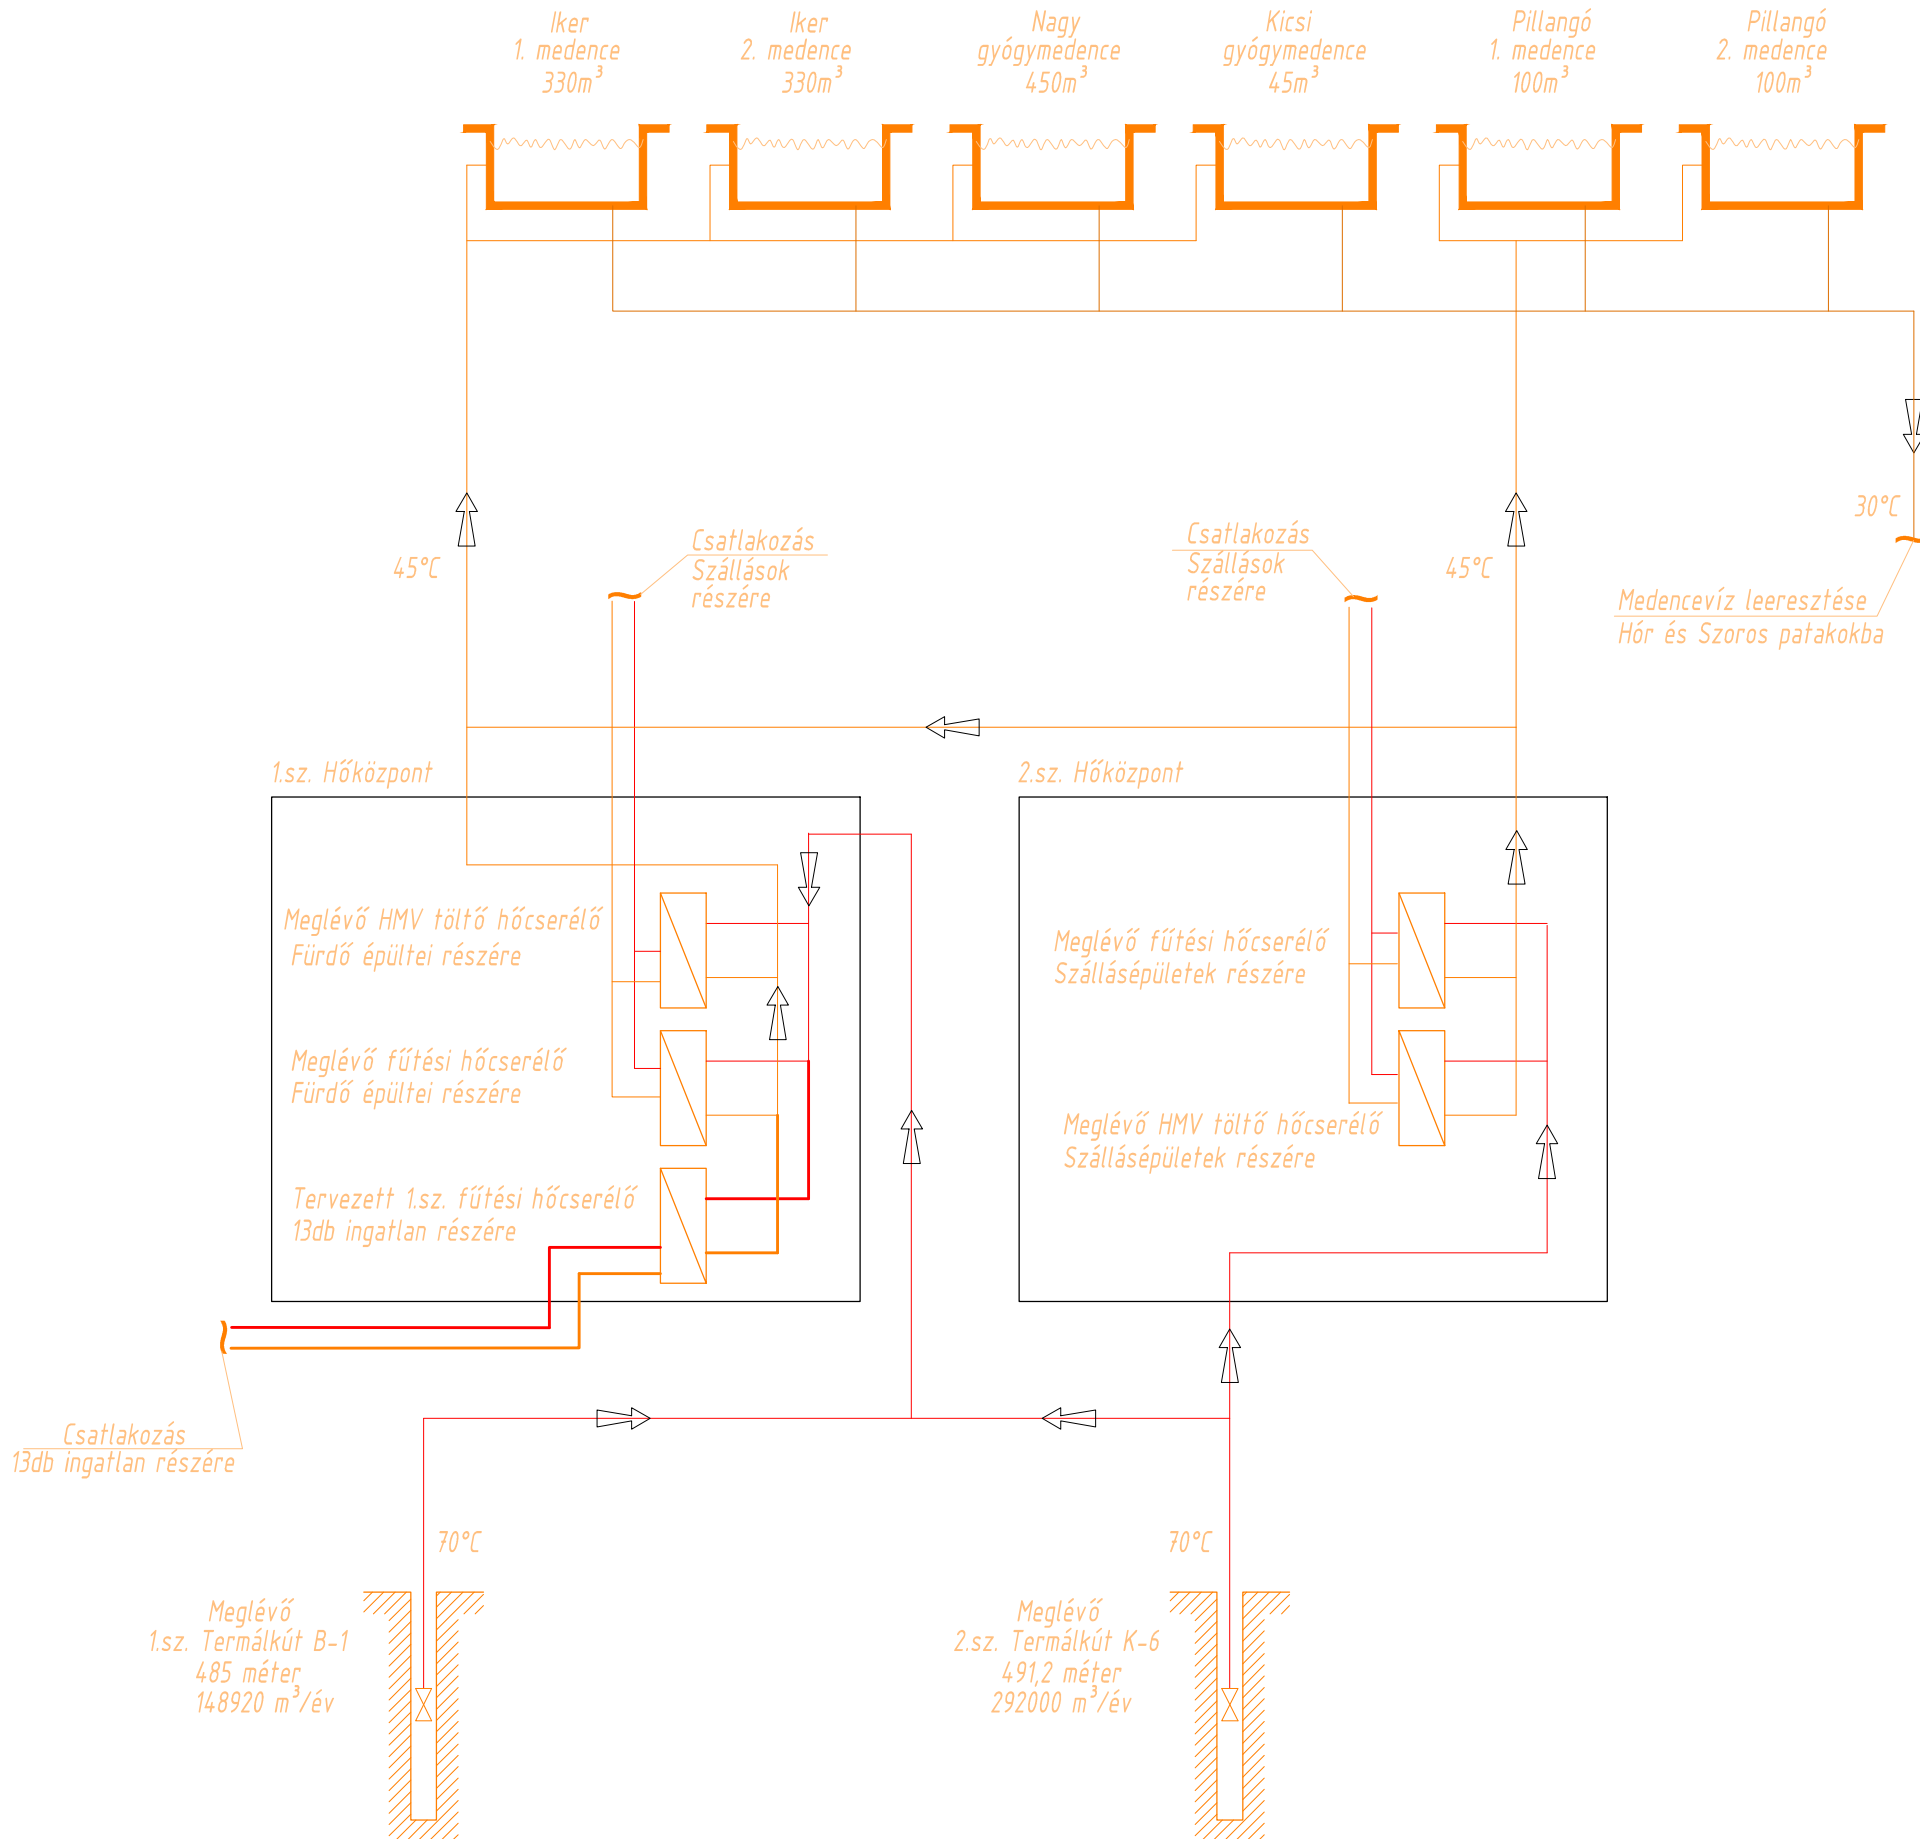 Iker
1. medence
330m³
Iker
2. medence
330m³
Nagy
gyógymedence
450m³
Kicsi
gyógymedence
45m³
Pillangó
1. medence
100m³
Pillangó
2. medence
100m³
30°C
45°C
Csatlakozás
Szállások
részére
Csatlakozás
Szállások
részére
45°C
Medencevíz leeresztése
Hór és Szoros patakokba
1.sz. Hőközpont
2.sz. Hőközpont
Meglévő HMV töltő hőcserélő
Fürdő épültei részére
Meglévő fűtési hőcserélő
Szállásépületek részére
Meglévő fűtési hőcserélő
Fürdő épültei részére
Meglévő HMV töltő hőcserélő
Szállásépületek részére
Tervezett 1.sz. fűtési hőcserélő
13db ingatlan részére
Csatlakozás
13db ingatlan részére
70°C
70°C
Meglévő
1.sz. Termálkút B-1
485 méter
148920 m³/év
Meglévő
2.sz. Termálkút K-6
491,2 méter
292000 m³/év